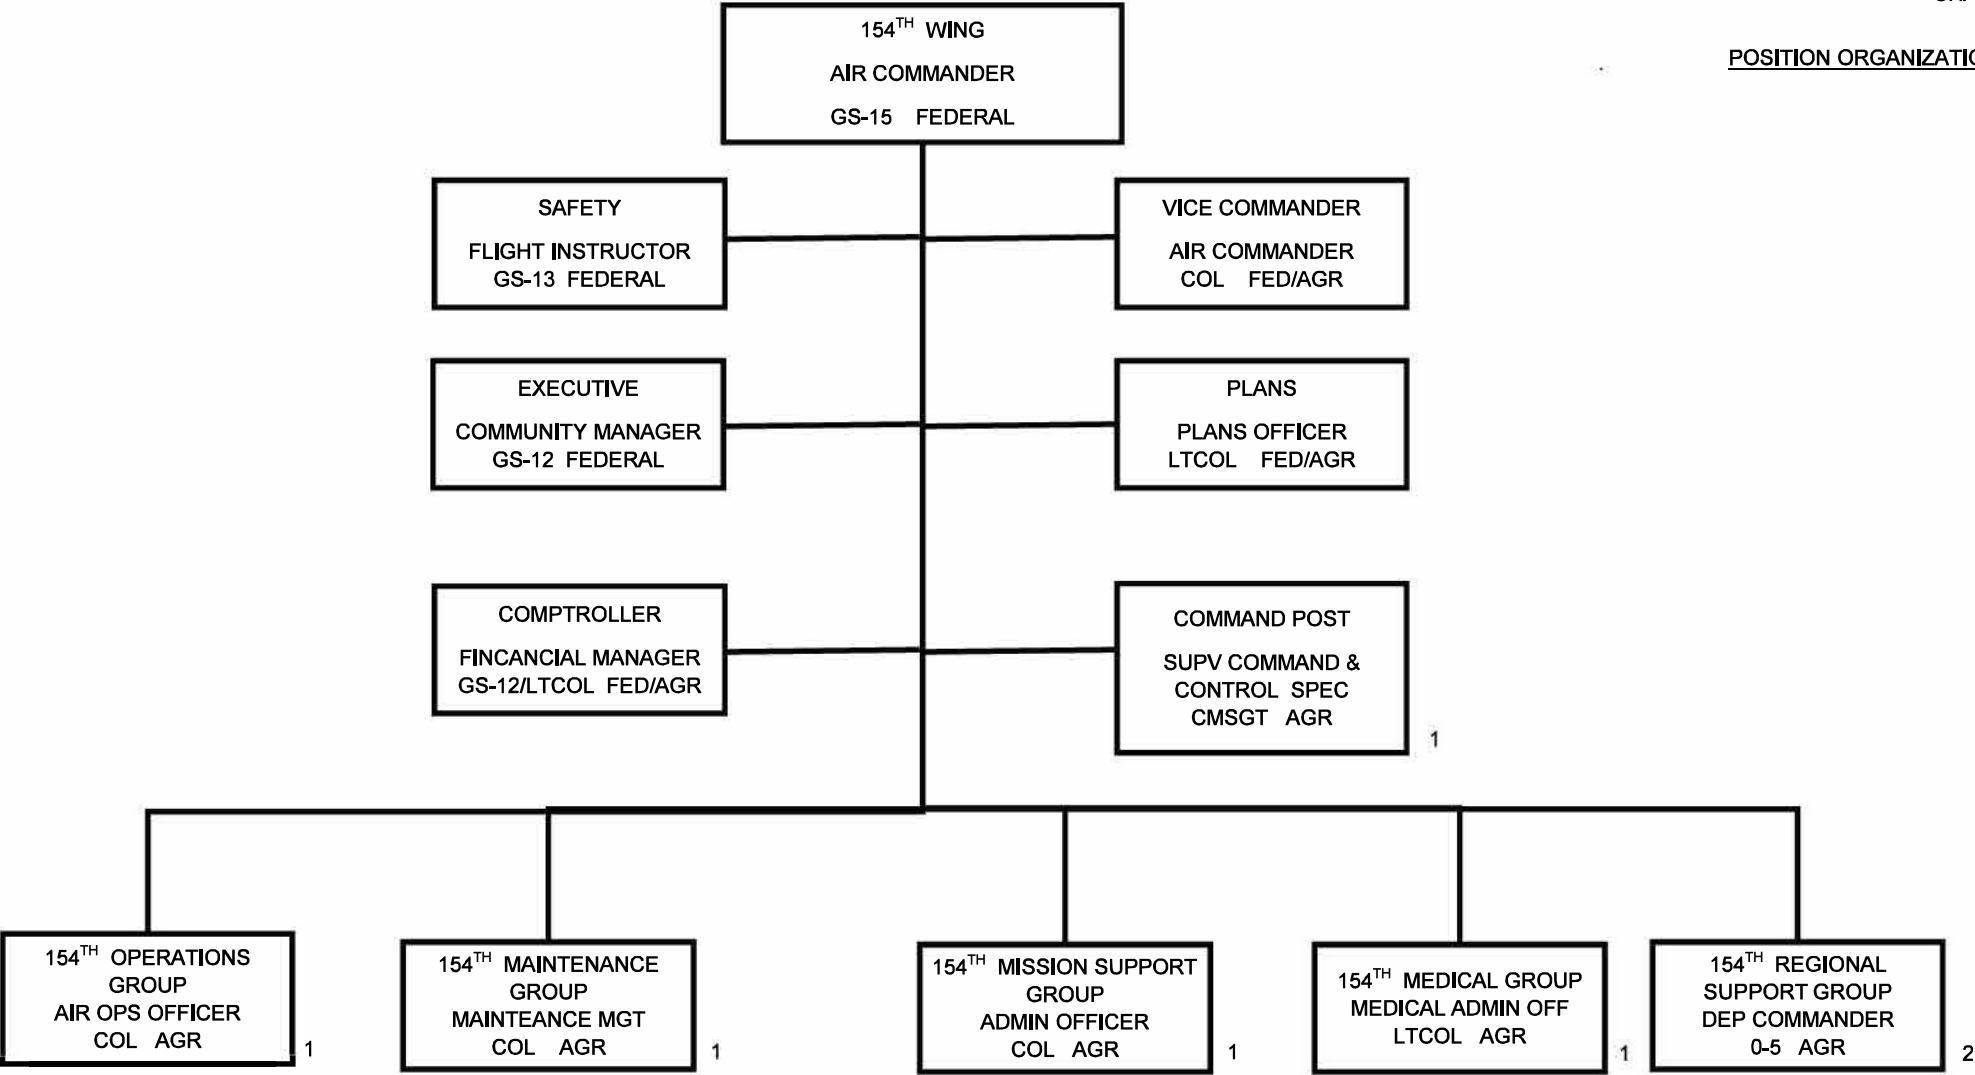 154TH WING
AIR COMMANDER
GS-15 FEDERAL
POSITION ORGANIZATIO
SAFETY
FLIGHT INSTRUCTOR
GS-13 FEDERAL
VICE COMMANDER
AIR COMMANDER
COL FED/AGR
EXECUTIVE
COMMUNITY MANAGER
GS-12 FEDERAL
PLANS
PLANS OFFICER
LTCOL FED/AGR
COMPTROLLER
FINCANCIAL MANAGER
GS-12/LTCOL FED/AGR
COMMAND POST
SUPV COMMAND &
CONTROL SPEC
CMSGT AGR
1
154TH OPERATIONS
GROUP
AIR OPS OFFICER
COL AGR
1
154TH MAINTENANCE
GROUP
MAINTEANCE MGT
COL AGR
1
154TH MISSION SUPPORT
GROUP
ADMIN OFFICER
COL AGR
1
154TH MEDICAL GROUP
MEDICAL ADMIN OFF
LTCOL AGR
1
154TH REGIONAL
SUPPORT GROUP
DEP COMMANDER
0-5 AGR
2